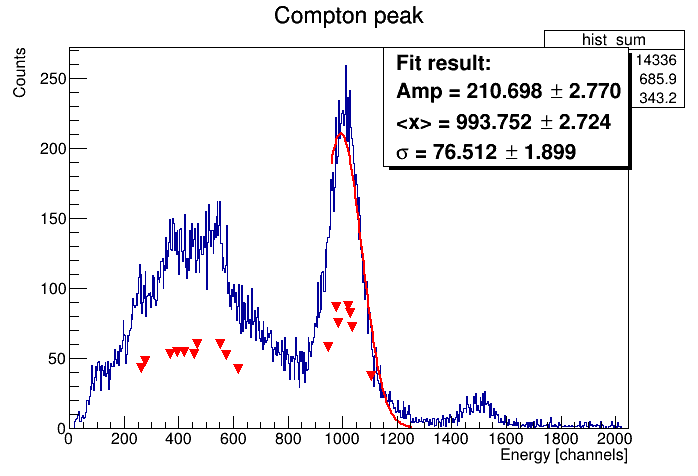 Compton peak
hist_sum
14336
685.9
343.2
Fit result:
Amp = 210.698 ± 2.770
<x> = 993.752 ± 2.724
σ = 76.512 ± 1.899
Counts
250
200
150
100
50
0
0 200 400 600 800 1000 1200 1400 1600 1800 2000
Energy [channels]